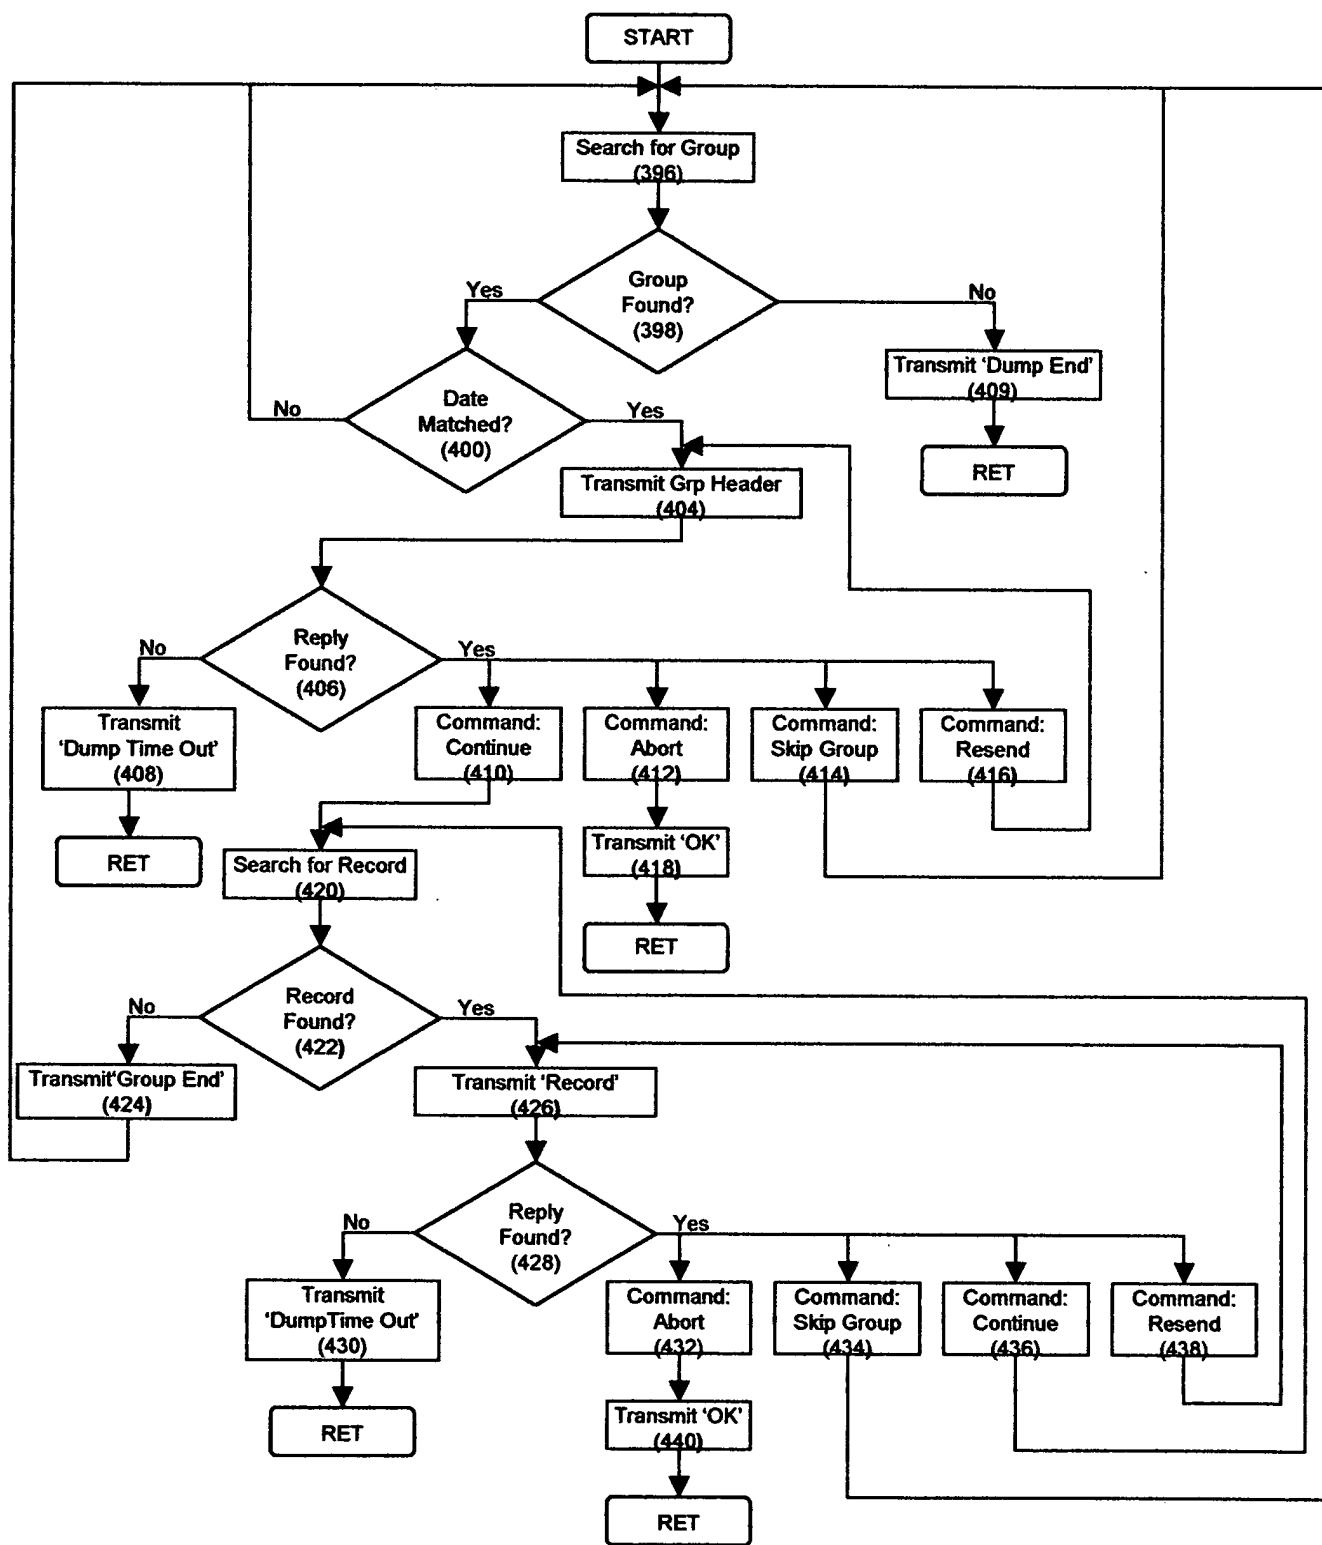 START
Search for Group
(396)
Group
Found?
(398)
Yes
No
Transmit ‘Dump End’
(409)
RET
Date
Matched?
(400)
No
Yes
Transmit Grp Header
(404)
Reply
Found?
(406)
No
Yes
Transmit
‘Dump Time Out’
(408)
RET
Command:
Continue
(410)
Command:
Abort
(412)
Command:
Skip Group
(414)
Command:
Resend
(416)
Transmit ‘OK’
(418)
RET
Search for Record
(420)
Record
Found?
(422)
No
Yes
Transmit‘Group End’
(424)
Transmit ‘Record’
(426)
Reply
Found?
(428)
No
Yes
Transmit
‘DumpTime Out’
(430)
RET
Command:
Abort
(432)
Command:
Skip Group
(434)
Command:
Continue
(436)
Command:
Resend
(438)
Transmit ‘OK’
(440)
RET